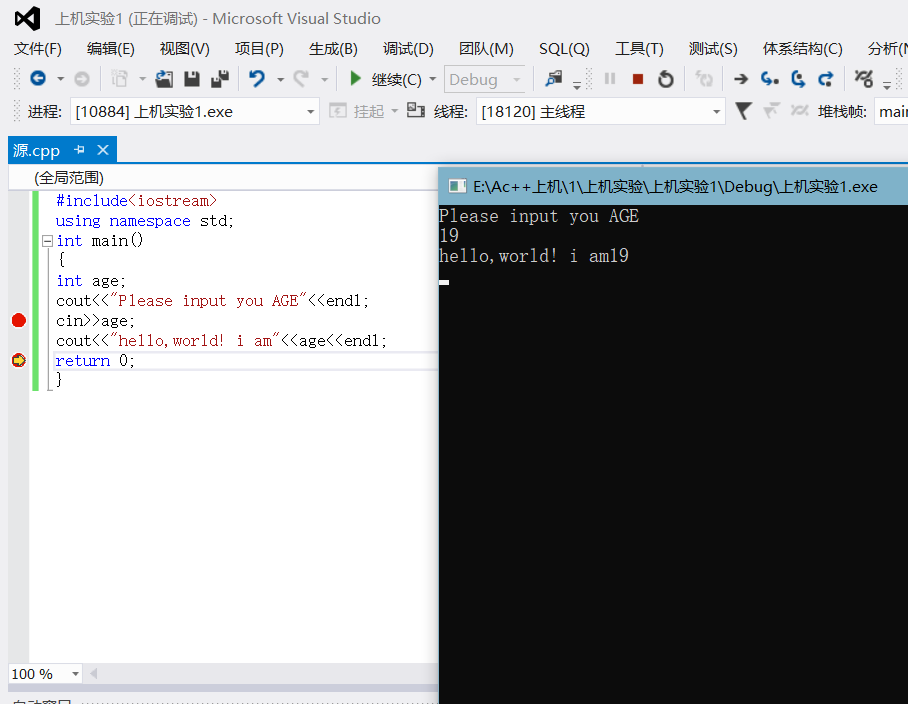 上机实验1 (正在调试) - Microsoft Visual Studio
文件(F) 编辑(E) 视图(V) 项目(P) 生成(B) 调试(D) 团队(M) SQL(Q) 工具(T) 测试(S) 体系结构(C) 分析(N
继续(C) Debug
进程: [10884] 上机实验1.exe 挂起 线程: [18120] 主线程 堆栈帧: mai
源.cpp
(全局范围)
#include<iostream>
using namespace std;
int main()
{
int age;
cout<<"Please input you AGE"<<endl;
cin>>age;
cout<<"hello,world! i am"<<age<<endl;
return 0;
}
100 %
自动窗口
E:\Ac++上机\1\上机实验\上机实验1\Debug\上机实验1.exe
Please input you AGE
19
hello,world! i am19